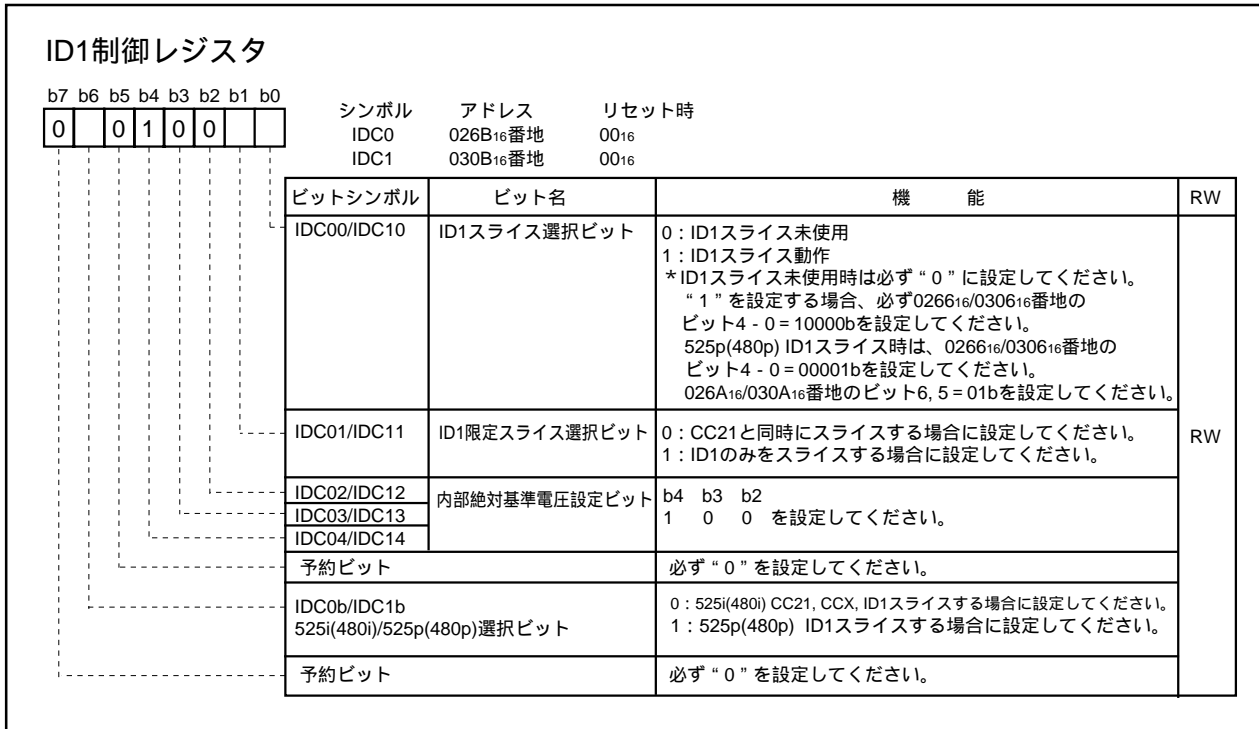 ID1制御レジスタ
b7 b6 b5 b4 b3 b2 b1 b0
0 0 1 0 0
シンボル アドレス リセット時
IDC0 026B16番地 0016
IDC1 030B16番地 0016
ビットシンボル ビット名 機 能 RW
IDC00/IDC10 ID1スライス選択ビット 0:ID1スライス未使用
1:ID1スライス動作
*ID1スライス未使用時は必ず“0”に設定してください。
“1”を設定する場合、必ず026616/030616番地の
ビット4-0=10000bを設定してください。
525p(480p) ID1スライス時は、026616/030616番地の
ビット4-0=00001bを設定してください。
026A16/030A16番地のビット6, 5=01bを設定してください。
IDC01/IDC11 ID1限定スライス選択ビット 0:CC21と同時にスライスする場合に設定してください。
1:ID1のみをスライスする場合に設定してください。
RW
IDC02/IDC12 内部絶対基準電圧設定ビット b4 b3 b2
IDC03/IDC13 1 0 0 を設定してください。
IDC04/IDC14
予約ビット 必ず“0”を設定してください。
IDC0b/IDC1b 0:525i(480i) CC21, CCX, ID1スライスする場合に設定してください。
525i(480i)/525p(480p)選択ビット 1:525p(480p) ID1スライスする場合に設定してください。
予約ビット 必ず“0”を設定してください。